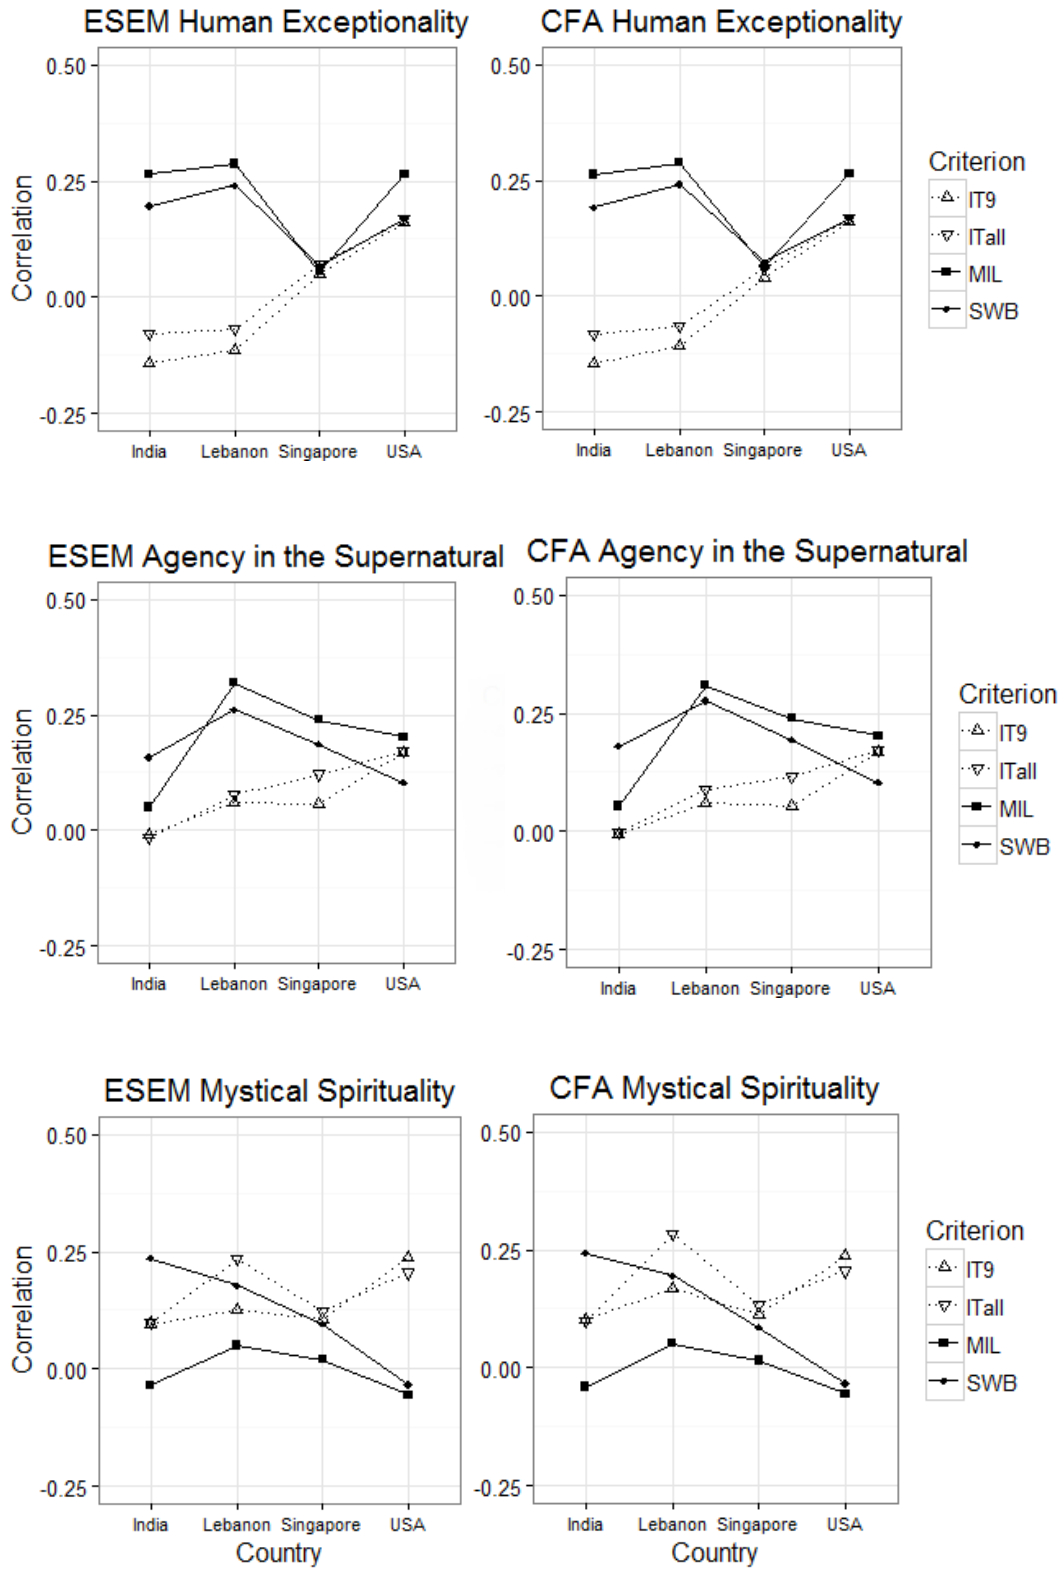 ESEM Human Exceptionality
CFA Human Exceptionality
0.50
0.25
0.00
-0.25
Correlation
India Lebanon Singapore USA
0.50
0.25
0.00
-0.25
India Lebanon Singapore USA
Criterion
IT9
ITall
MIL
SWB
ESEM Agency in the Supernatural
CFA Agency in the Supernatural
0.50
0.25
0.00
-0.25
Correlation
India Lebanon Singapore USA
0.50
0.25
0.00
-0.25
India Lebanon Singapore USA
Criterion
IT9
ITall
MIL
SWB
ESEM Mystical Spirituality
CFA Mystical Spirituality
0.50
0.25
0.00
-0.25
Correlation
India Lebanon Singapore USA
Country
0.50
0.25
0.00
-0.25
India Lebanon Singapore USA
Country
Criterion
IT9
ITall
MIL
SWB